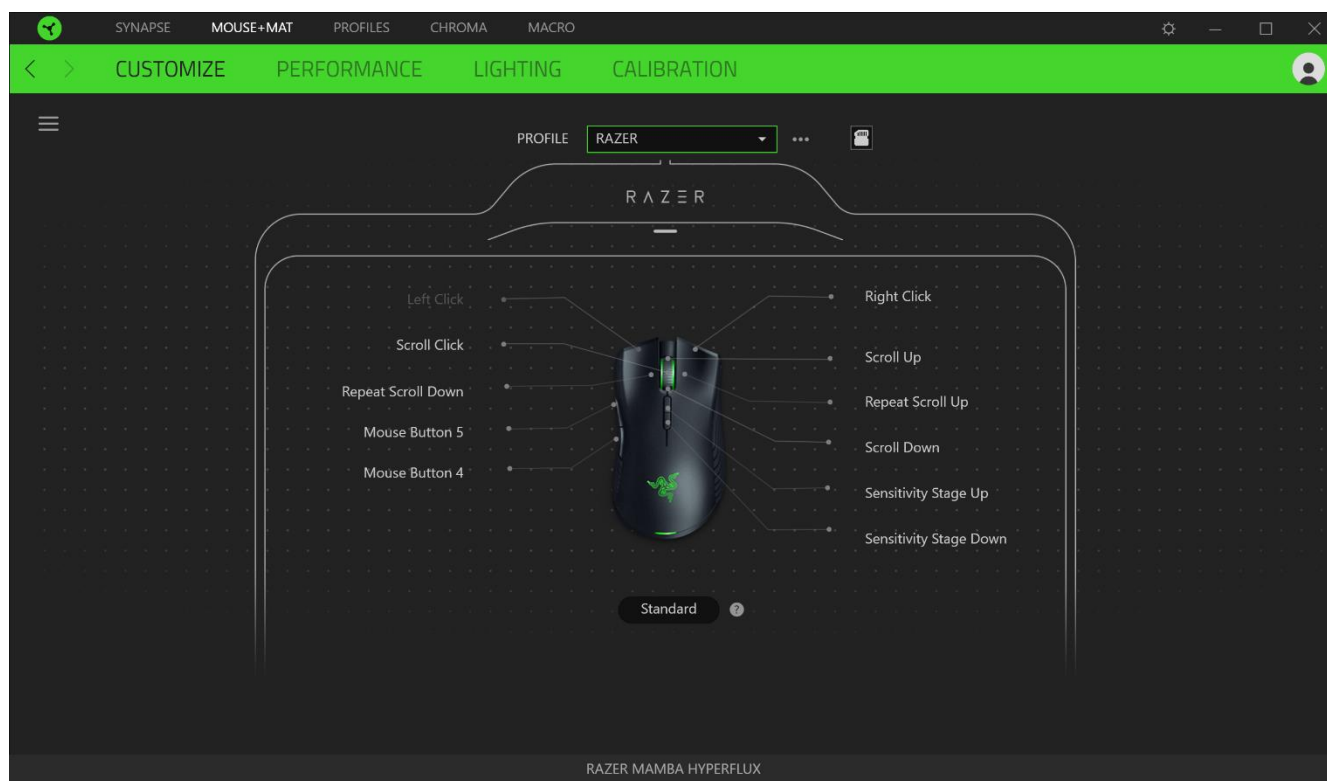 SYNAPSE MOUSE+MAT PROFILES CHROMA MACRO
CUSTOMIZE PERFORMANCE LIGHTING CALIBRATION
PROFILE RAZER
RAZER
Left Click
Scroll Click
Repeat Scroll Down
Mouse Button 5
Mouse Button 4
Right Click
Scroll Up
Repeat Scroll Up
Scroll Down
Sensitivity Stage Up
Sensitivity Stage Down
Standard ?
RAZER MAMBA HYPERFLUX